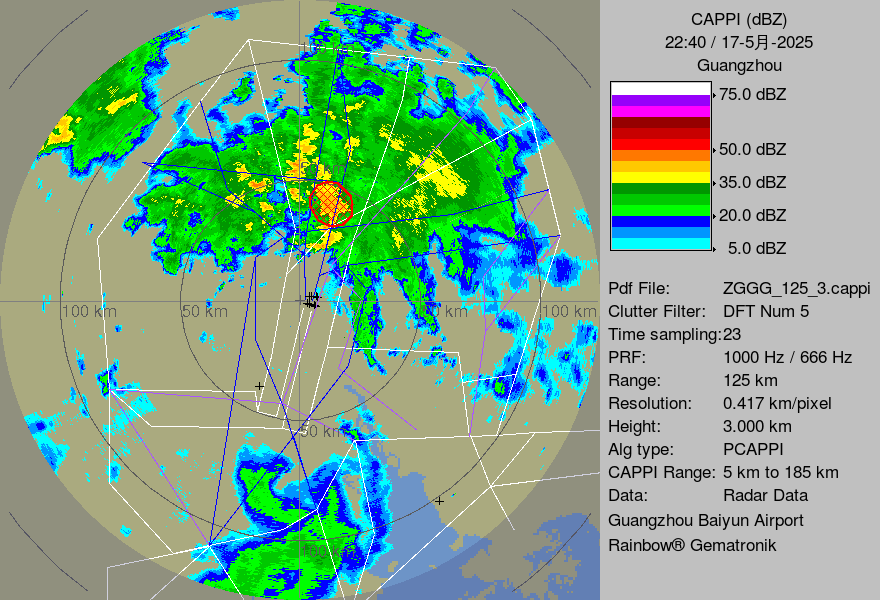 CAPPI (dBZ)
22:40 / 17-5月-2025
Guangzhou
75.0 dBZ
50.0 dBZ
35.0 dBZ
20.0 dBZ
5.0 dBZ
Pdf File: ZGGG_125_3.cappi
Clutter Filter: DFT Num 5
Time sampling:23
PRF: 1000 Hz / 666 Hz
Range: 125 km
Resolution: 0.417 km/pixel
Height: 3.000 km
Alg type: PCAPPI
CAPPI Range: 5 km to 185 km
Data: Radar Data
Guangzhou Baiyun Airport
Rainbow® Gematronik
100 km
50 km
50 km
100 km
50 km
100 km